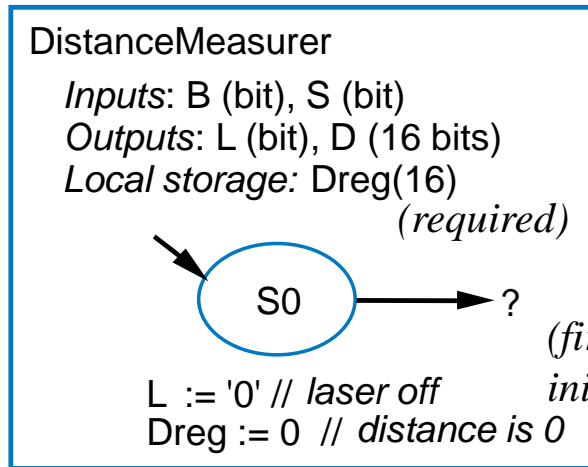 DistanceMeasurer
Inputs: B (bit), S (bit)
Outputs: L (bit), D (16 bits)
Local storage: Dreg(16)
(required)
S0
?
L := '0' // laser off
Dreg := 0 // distance is 0